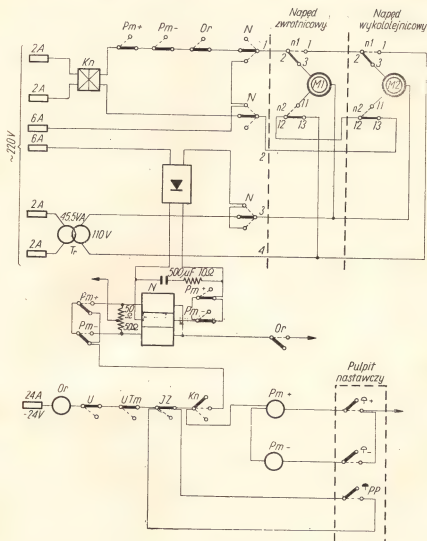 Napęd zwrotnicowy
Napęd wykolejnicowy
Pm+ Pm- Or N 1 n1 1 n1 1
2A Kn 2 3 2 3
M1 M2
2A n2 11 n2 11
N 12 13 12 13
6A 2
6A
~220V
N
2A 45,5VA 3
110V
2A Tr 4
500μF 10Ω
N Pm+
Pm+ 50Ω Pm-
Pm- 50Ω Or
Pulpit nastawczy
24A Or U UTm JZ Kn Pm + +
-24V
Pm - -
pp